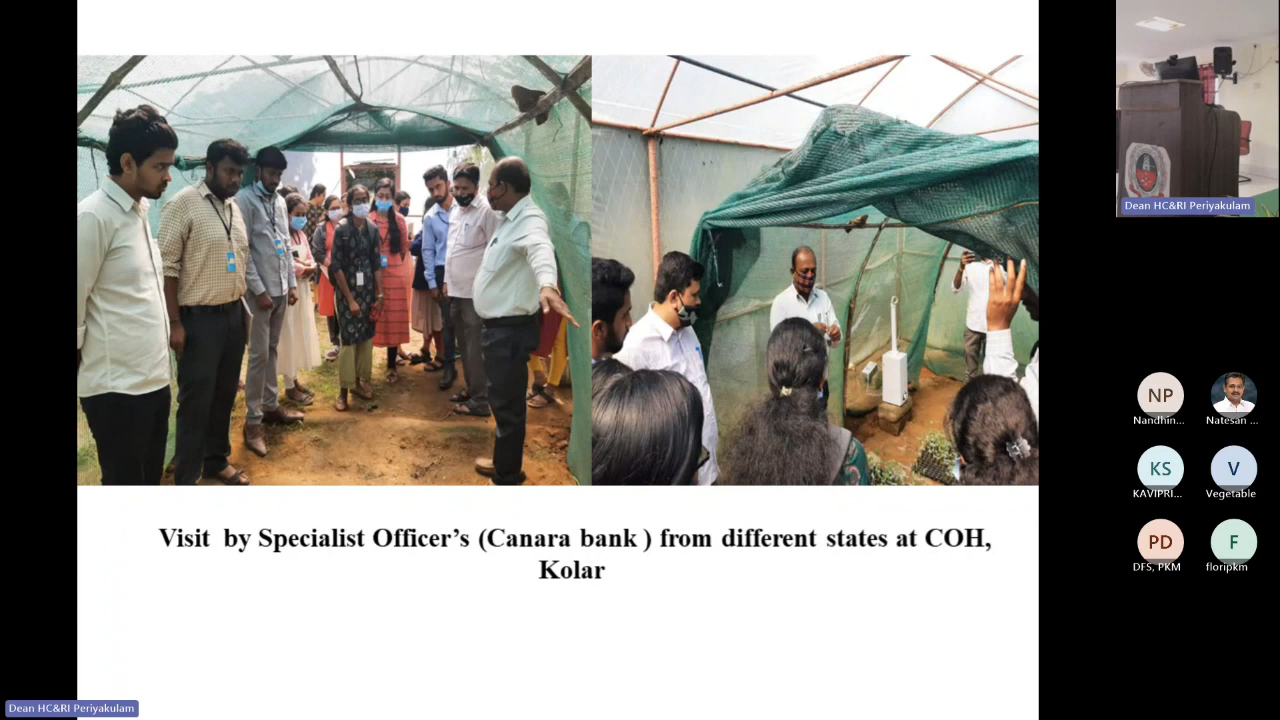 Visit by Specialist Officer's (Canara bank ) from different states at COH,
Kolar
Dean HC&RI Periyakulam
NP
Nandhin...
Natesan ...
KS
KAVIPRI...
V
Vegetable
PD
DFS, PKM
F
floripkm
Dean HC&RI Periyakulam